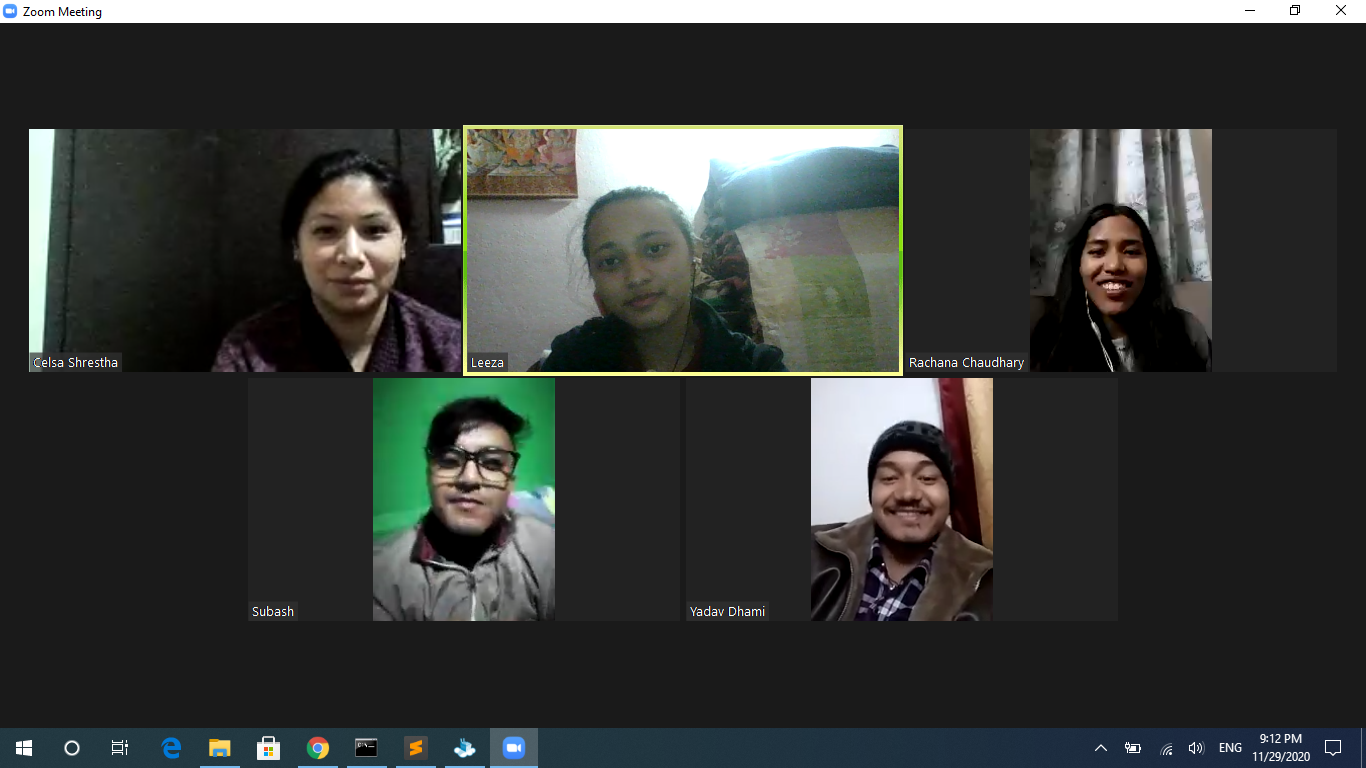 Zoom Meeting
Celsa Shrestha
Leeza
Rachana Chaudhary
Subash
Yadav Dhami
ENG
9:12 PM
11/29/2020